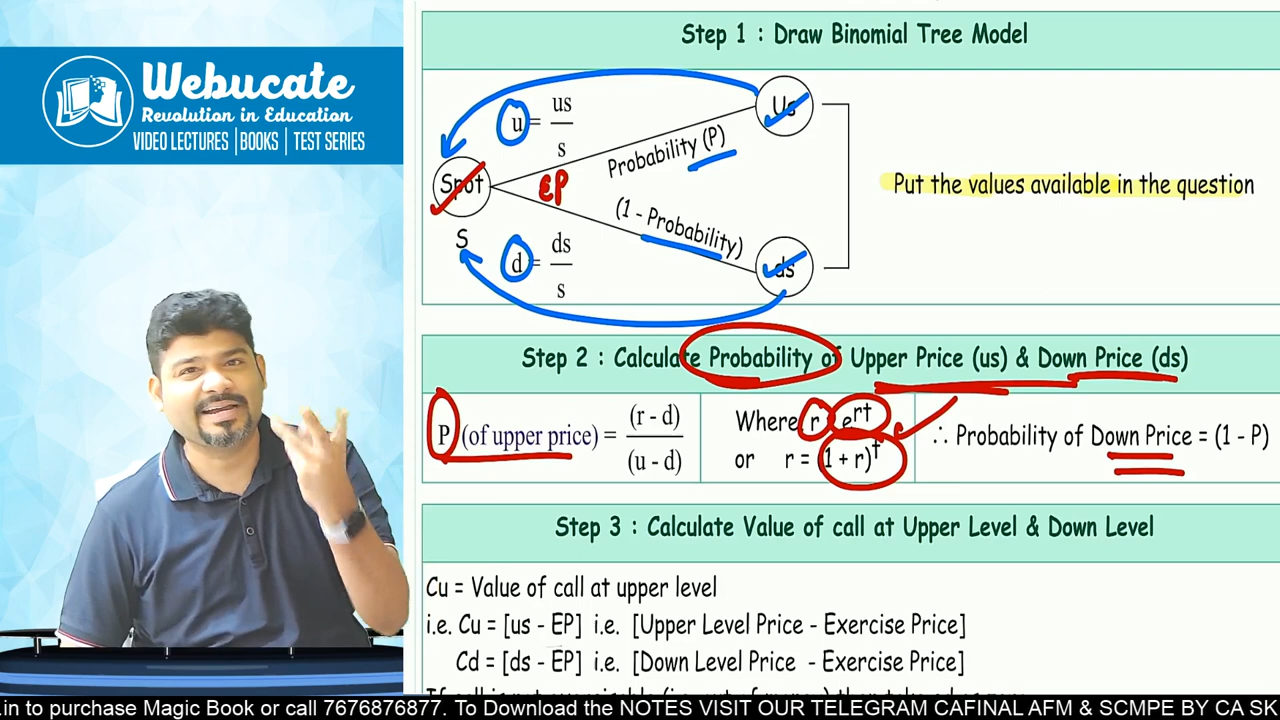 Webucate
Revolution in Education
VIDEO LECTURES | BOOKS | TEST SERIES
Step 1 : Draw Binomial Tree Model
u = us
s
Us
Probability (P)
Spot
EP
Put the values available in the question
(1 - Probability)
S
d = ds
s
ds
Step 2 : Calculate Probability of Upper Price (us) & Down Price (ds)
P (of upper price) = (r - d)
(u - d)
Where r = e^rt
or r = (1 + r)^t
∴ Probability of Down Price = (1 - P)
Step 3 : Calculate Value of call at Upper Level & Down Level
Cu = Value of call at upper level
i.e. Cu = [us - EP] i.e. [Upper Level Price - Exercise Price]
Cd = [ds - EP] i.e. [Down Level Price - Exercise Price]
.in to purchase Magic Book or call 7676876877. To Download the NOTES VISIT OUR TELEGRAM CAFINAL AFM & SCMPE BY CA SK